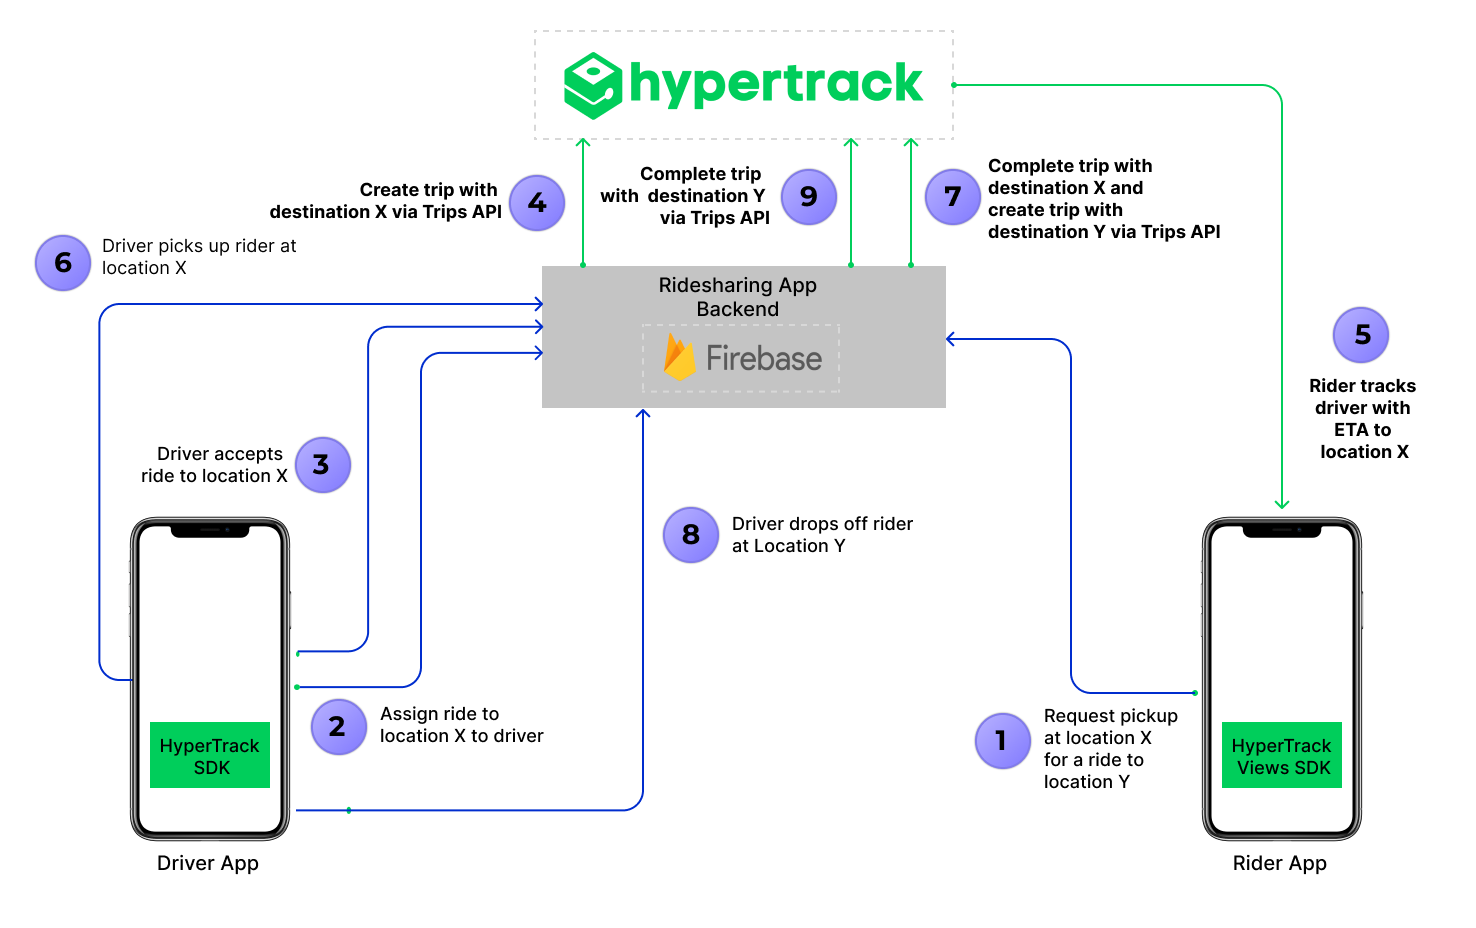 hypertrack
Create trip with
destination X via Trips API
4
Complete trip
with destination Y
via Trips API
9
7
Complete trip with
destination X and
create trip with
destination Y via Trips API
6
Driver picks up rider at
location X
Ridesharing App
Backend
Firebase
5
Rider tracks
driver with
ETA to
location X
Driver accepts
ride to location X
3
8
Driver drops off rider
at Location Y
2
Assign ride to
location X to driver
1
Request pickup
at location X
for a ride to
location Y
HyperTrack
SDK
HyperTrack
Views SDK
Driver App
Rider App